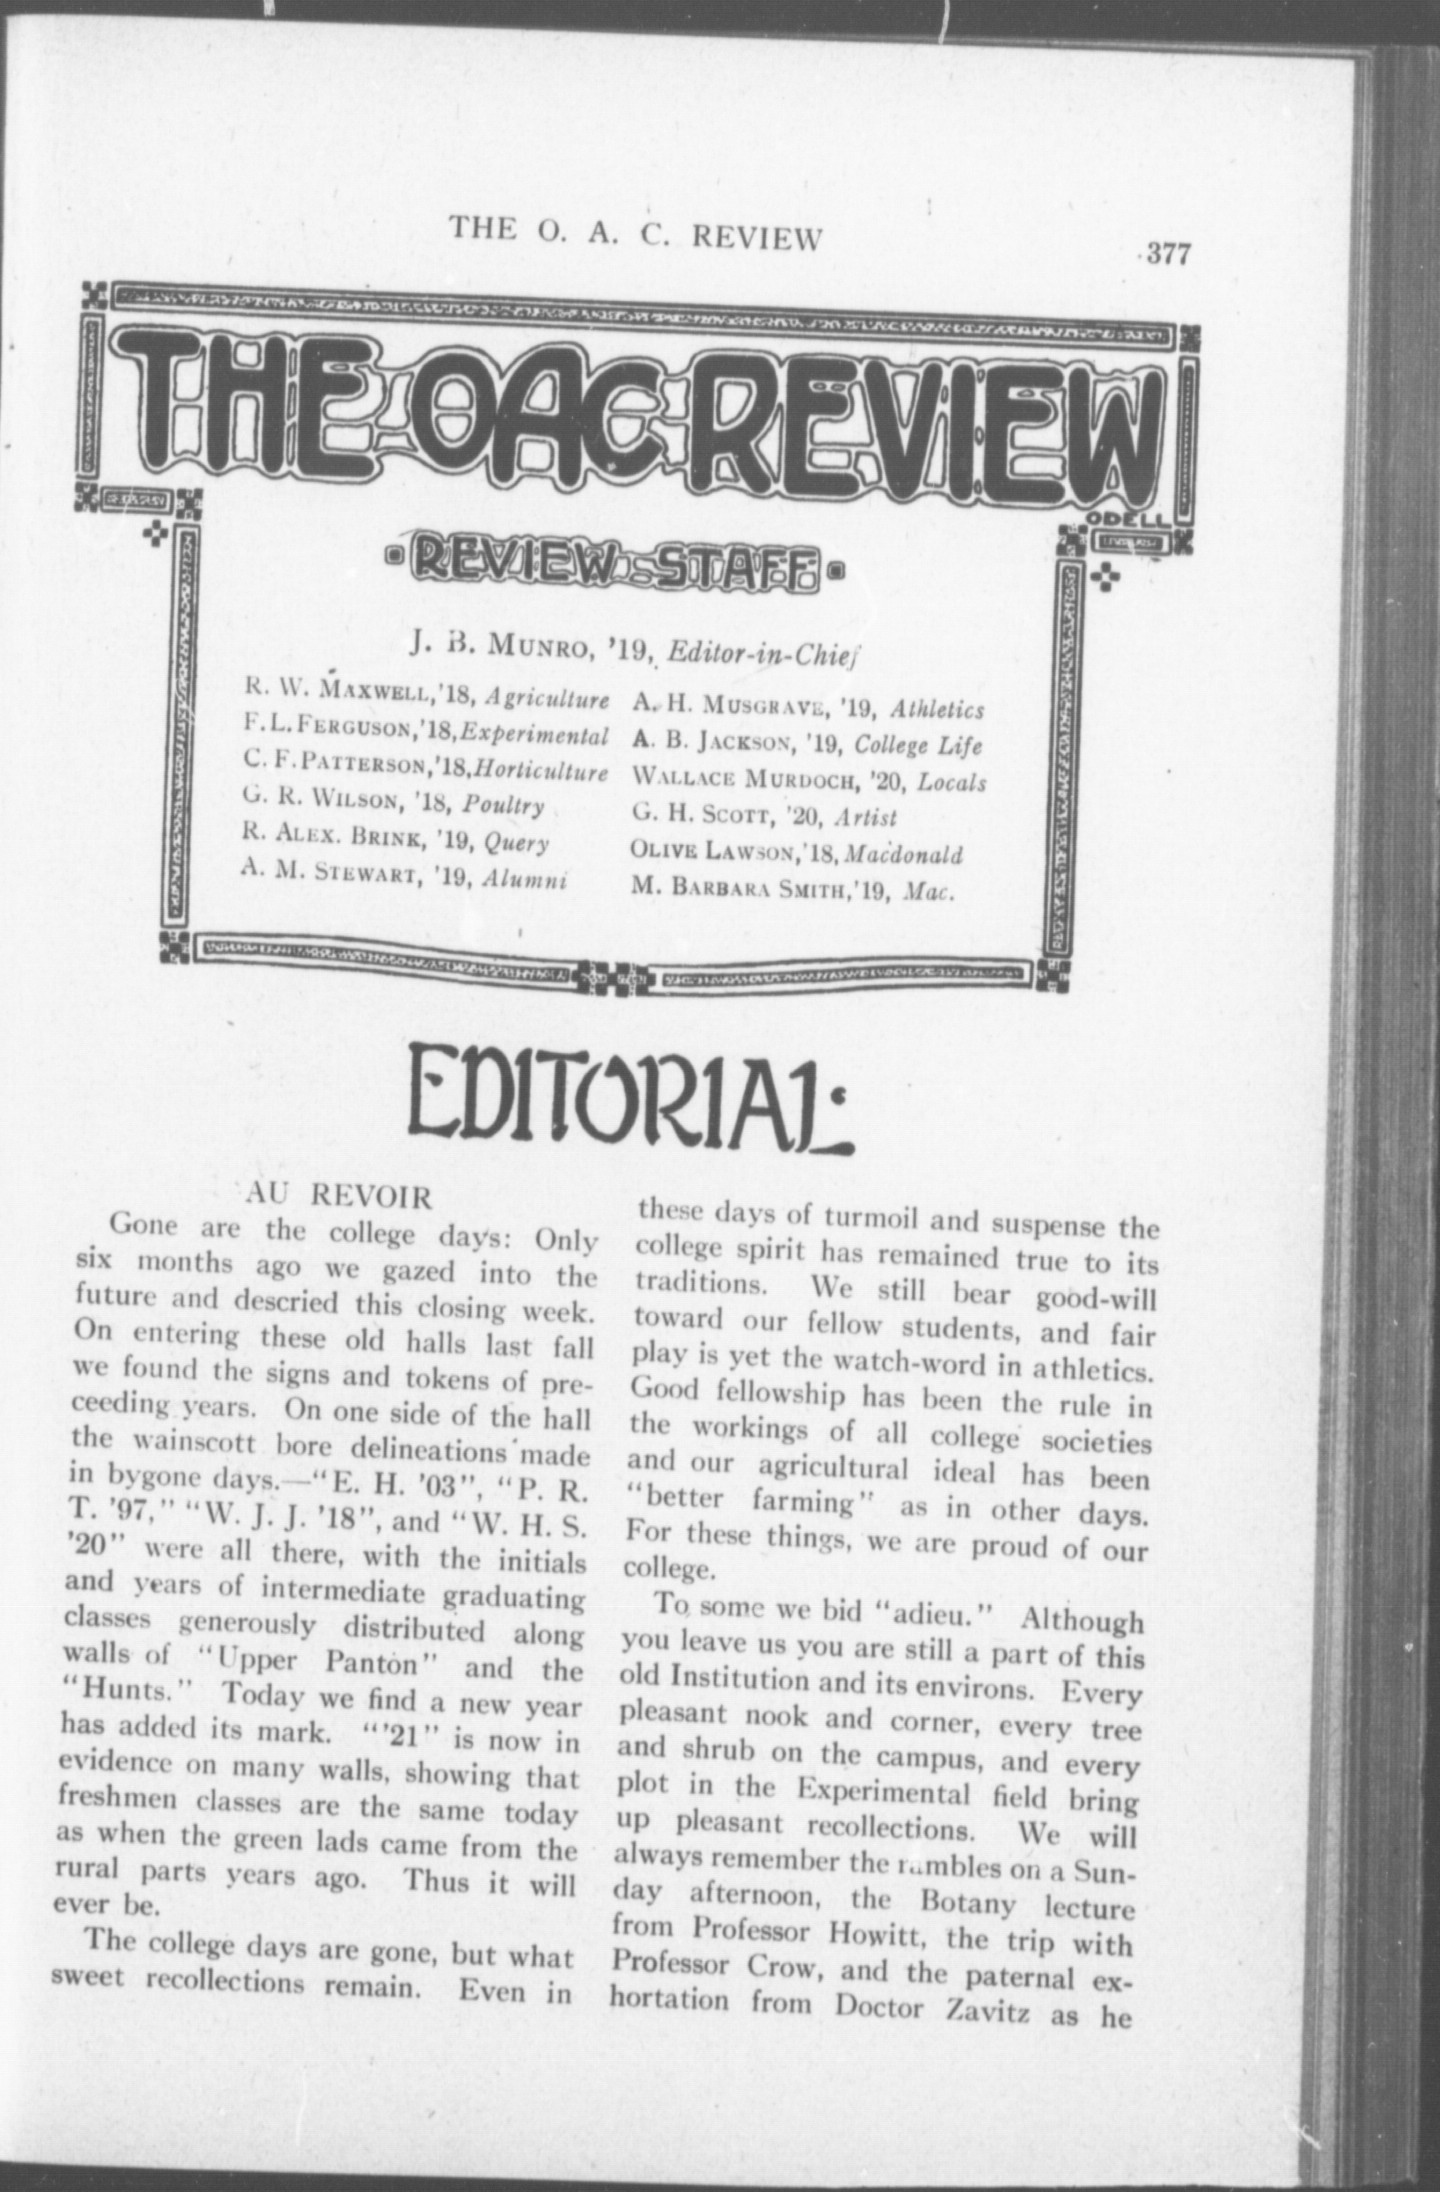 THE O. A. C. REVIEW
377
THE OAC REVIEW
ODELL
REVIEW STAFF
J. B. MUNRO, '19, Editor-in-Chief
R. W. MAXWELL,'18, Agriculture
F. L. FERGUSON,'18, Experimental
C. F. PATTERSON,'18, Horticulture
G. R. WILSON, '18, Poultry
R. ALEX. BRINK, '19, Query
A. M. STEWART, '19, Alumni
A. H. MUSGRAVE, '19, Athletics
A. B. JACKSON, '19, College Life
WALLACE MURDOCH, '20, Locals
G. H. SCOTT, '20, Artist
OLIVE LAWSON,'18, Macdonald
M. BARBARA SMITH,'19, Mac.
EDITORIAL
AU REVOIR
Gone are the college days: Only
six months ago we gazed into the
future and descried this closing week.
On entering these old halls last fall
we found the signs and tokens of pre-
ceeding years. On one side of the hall
the wainscott bore delineations made
in bygone days.—"E. H. '03", "P. R.
T. '97," "W. J. J. '18", and "W. H. S.
'20" were all there, with the initials
and years of intermediate graduating
classes generously distributed along
walls of "Upper Panton" and the
"Hunts." Today we find a new year
has added its mark. "'21" is now in
evidence on many walls, showing that
freshmen classes are the same today
as when the green lads came from the
rural parts years ago. Thus it will
ever be.
The college days are gone, but what
sweet recollections remain. Even in
these days of turmoil and suspense the
college spirit has remained true to its
traditions. We still bear good-will
toward our fellow students, and fair
play is yet the watch-word in athletics.
Good fellowship has been the rule in
the workings of all college societies
and our agricultural ideal has been
"better farming" as in other days.
For these things, we are proud of our
college.
To some we bid "adieu." Although
you leave us you are still a part of this
old Institution and its environs. Every
pleasant nook and corner, every tree
and shrub on the campus, and every
plot in the Experimental field bring
up pleasant recollections. We will
always remember the rambles on a Sun-
day afternoon, the Botany lecture
from Professor Howitt, the trip with
Professor Crow, and the paternal ex-
hortation from Doctor Zavitz as he